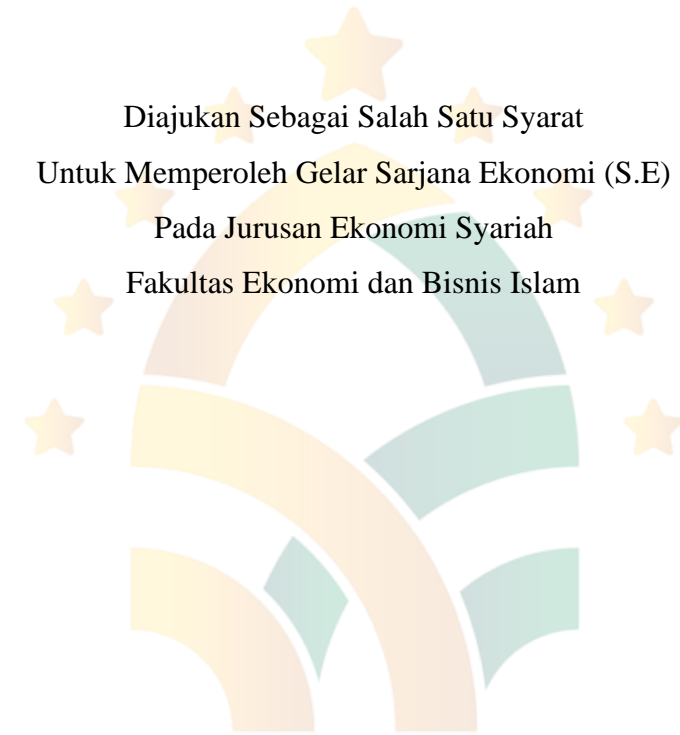 Diajukan Sebagai Salah Satu Syarat
Untuk Memperoleh Gelar Sarjana Ekonomi (S.E)
Pada Jurusan Ekonomi Syariah
Fakultas Ekonomi dan Bisnis Islam